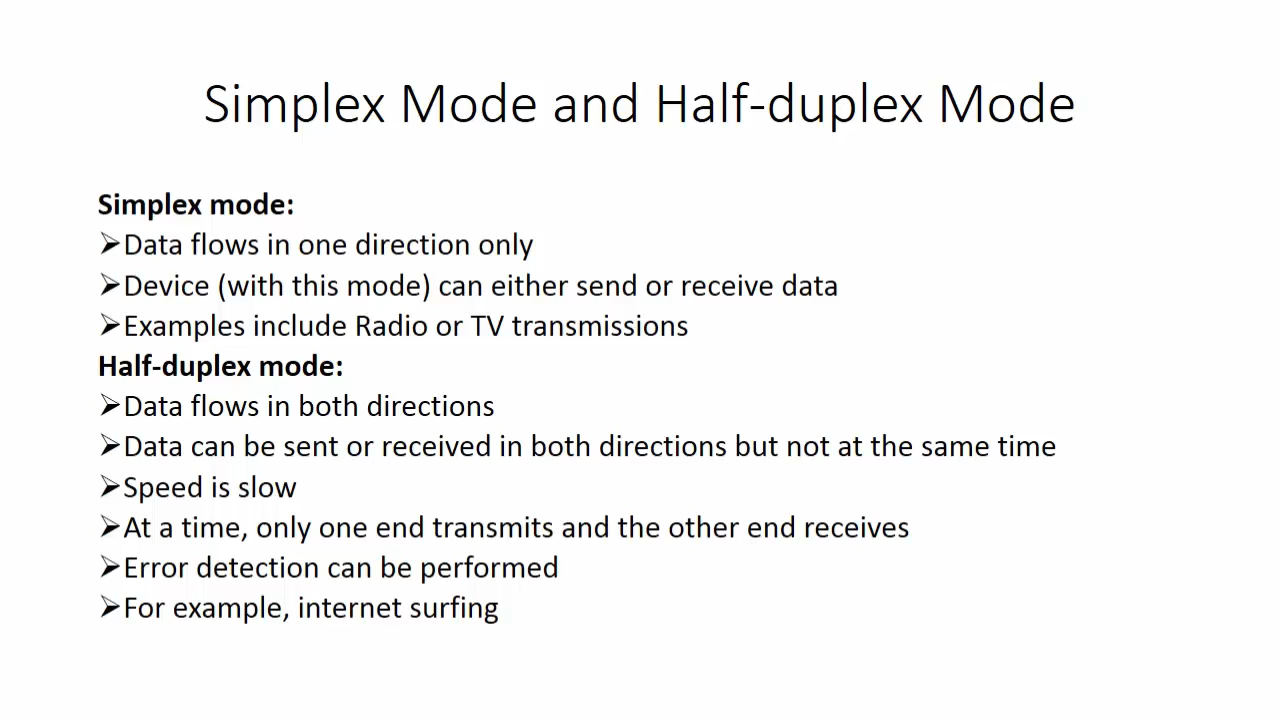 Simplex Mode and Half-duplex Mode
Simplex mode:
➢Data flows in one direction only
➢Device (with this mode) can either send or receive data
➢Examples include Radio or TV transmissions
Half-duplex mode:
➢Data flows in both directions
➢Data can be sent or received in both directions but not at the same time
➢Speed is slow
➢At a time, only one end transmits and the other end receives
➢Error detection can be performed
➢For example, internet surfing